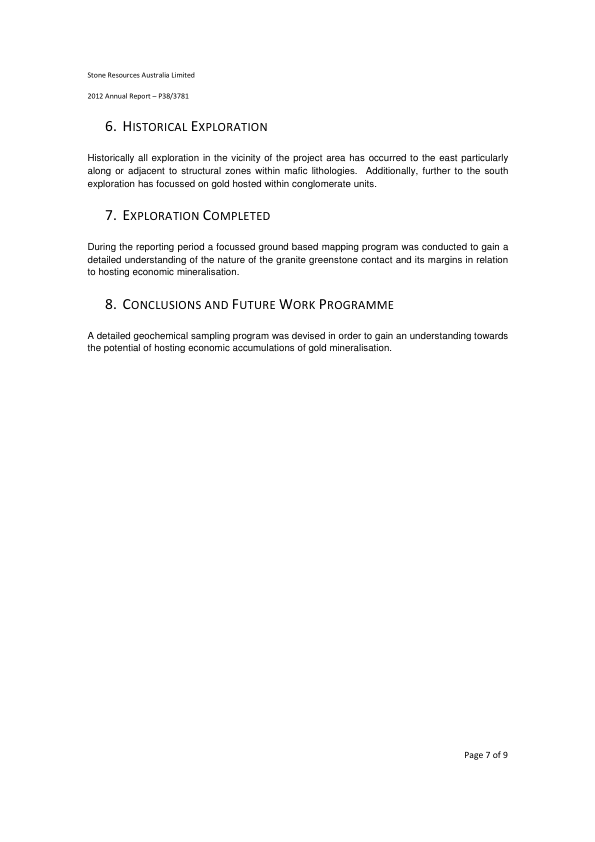 Stone Resources Australia Limited
2012 Annual Report – P38/3781
6. HISTORICAL EXPLORATION
Historically all exploration in the vicinity of the project area has occurred to the east particularly
along or adjacent to structural zones within mafic lithologies. Additionally, further to the south
exploration has focussed on gold hosted within conglomerate units.
7. EXPLORATION COMPLETED
During the reporting period a focussed ground based mapping program was conducted to gain a
detailed understanding of the nature of the granite greenstone contact and its margins in relation
to hosting economic mineralisation.
8. CONCLUSIONS AND FUTURE WORK PROGRAMME
A detailed geochemical sampling program was devised in order to gain an understanding towards
the potential of hosting economic accumulations of gold mineralisation.
Page 7 of 9